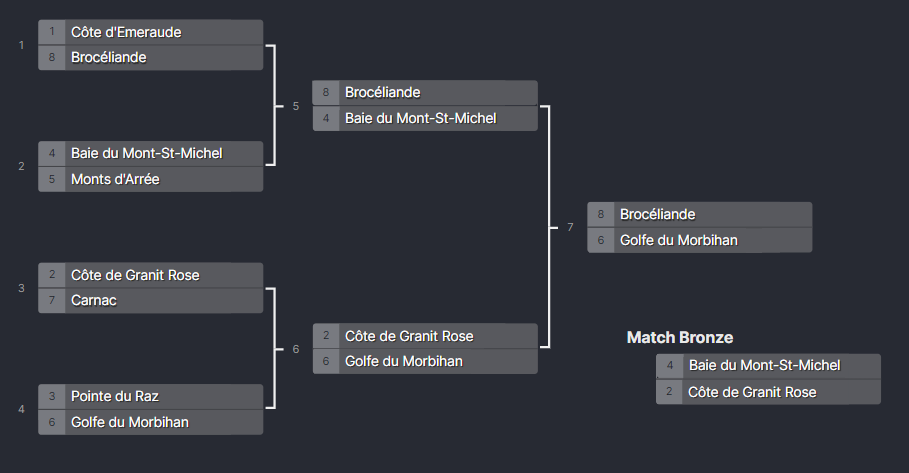 1
1 Côte d'Emeraude
8 Brocéliande
2
4 Baie du Mont-St-Michel
5 Monts d'Arrée
3
2 Côte de Granit Rose
7 Carnac
4
3 Pointe du Raz
6 Golfe du Morbihan
5
8 Brocéliande
4 Baie du Mont-St-Michel
6
2 Côte de Granit Rose
6 Golfe du Morbihan
7
8 Brocéliande
6 Golfe du Morbihan
Match Bronze
4 Baie du Mont-St-Michel
2 Côte de Granit Rose